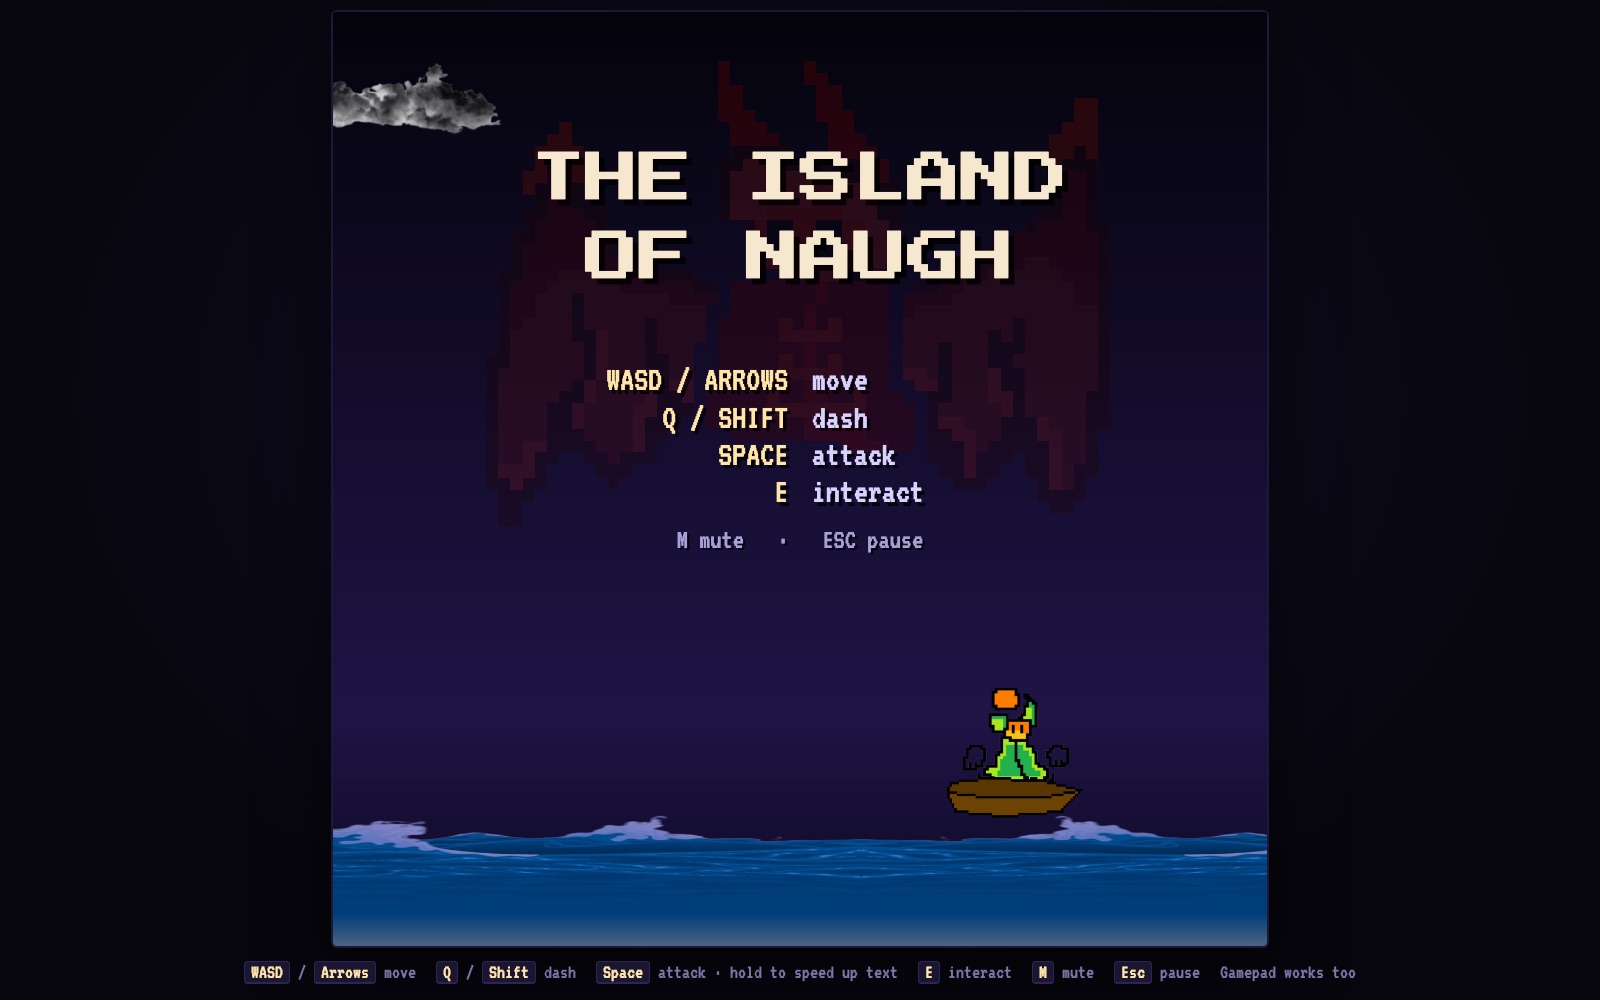 THE ISLAND
OF NAUGH
WASD / ARROWS move
Q / SHIFT dash
SPACE attack
E interact
M mute · ESC pause
WASD / Arrows move Q / Shift dash Space attack · hold to speed up text E interact M mute Esc pause Gamepad works too